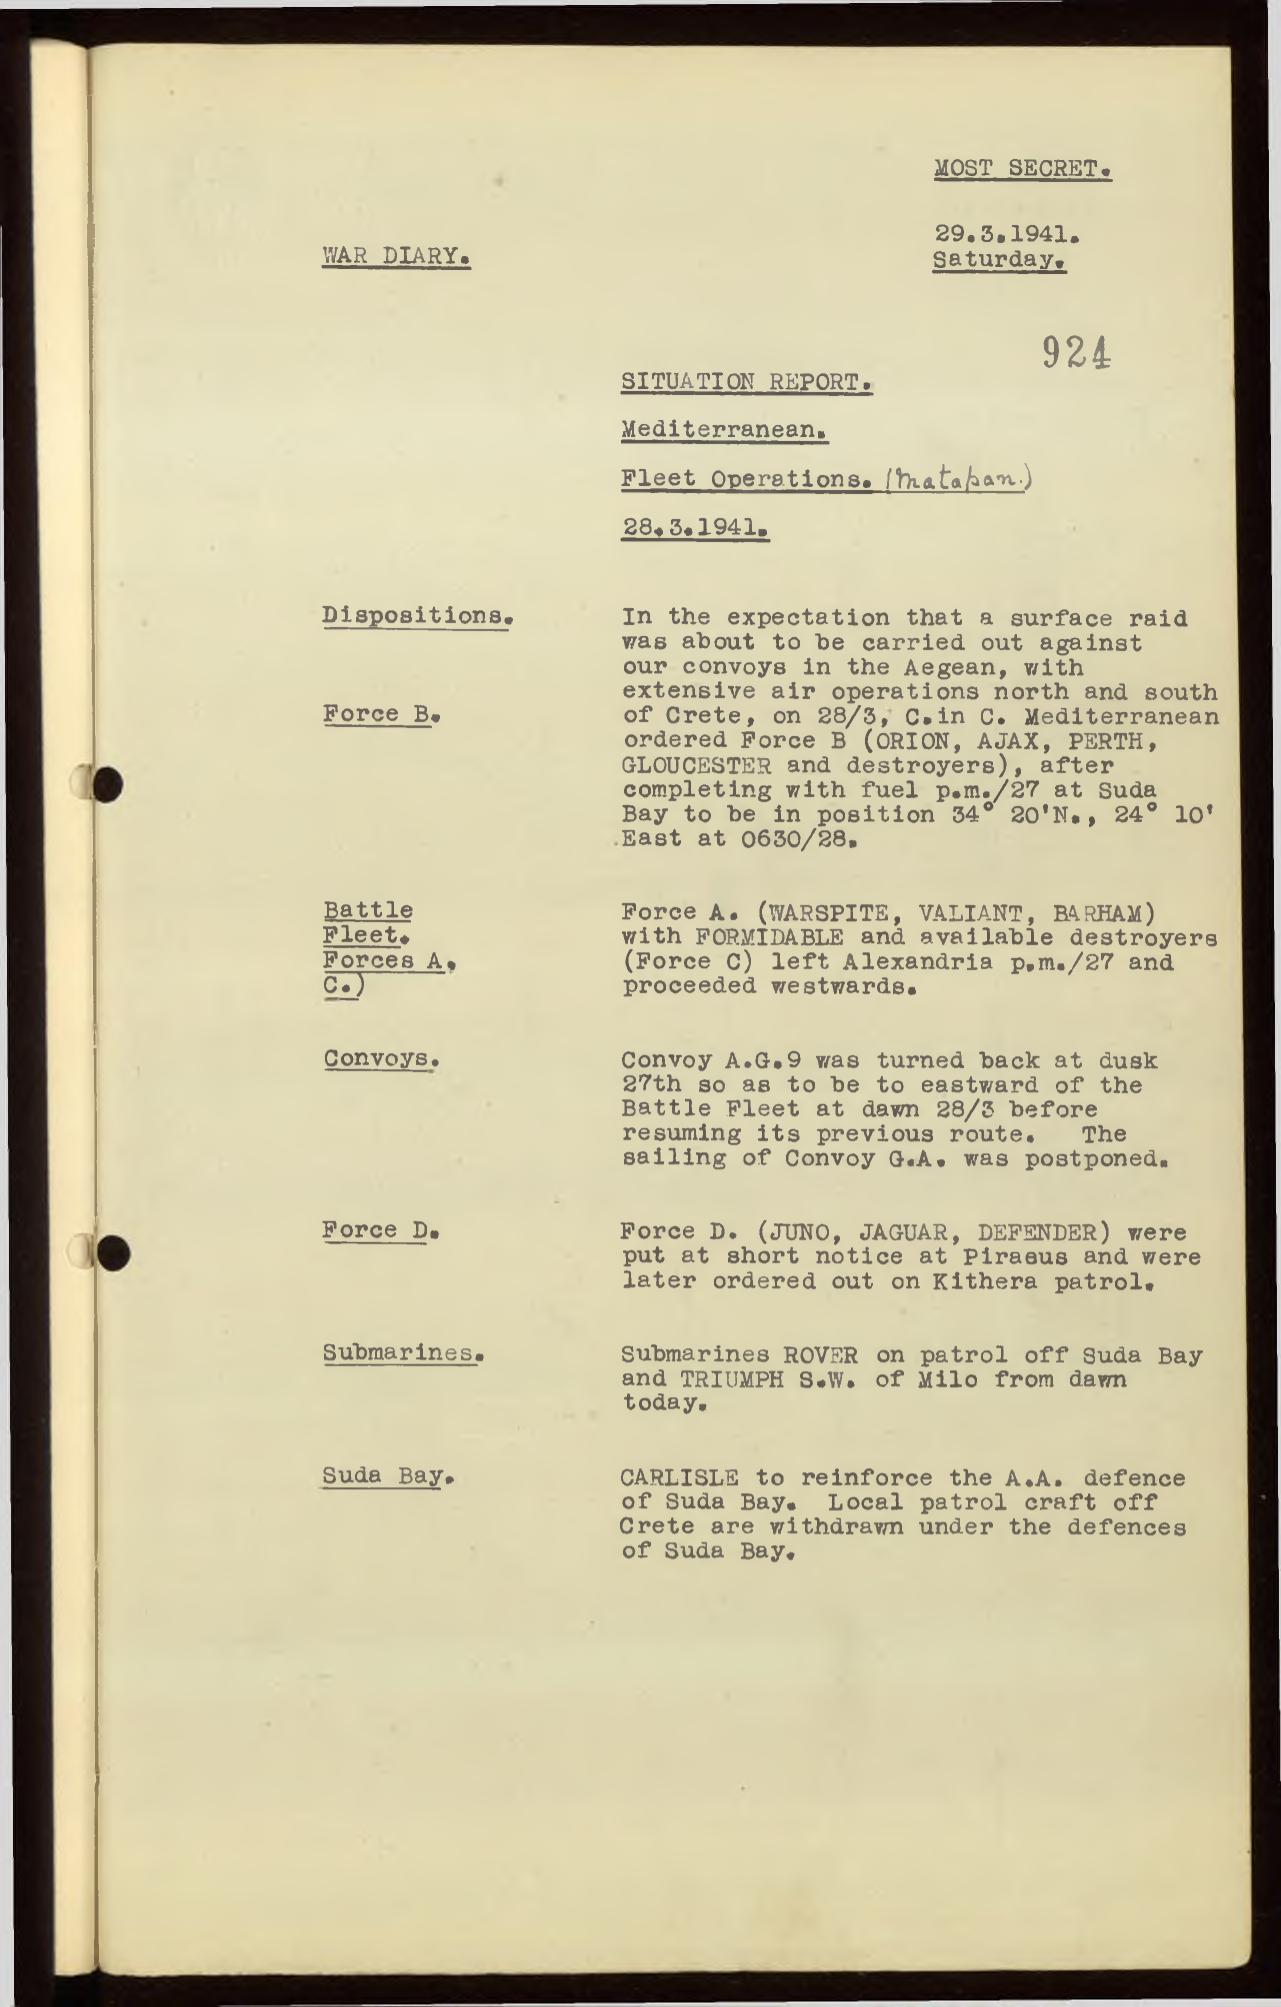 MOST SECRET.
29.3.1941.
WAR DIARY.
Saturday.
924
SITUATION REPORT.
Mediterranean.
Fleet Operations. (Matapan.)
28.3.1941.
Dispositions.
In the expectation that a surface raid
was about to be carried out against
our convoys in the Aegean, with
extensive air operations north and south
Force B.
of Crete, on 28/3, C.in C. Mediterranean
ordered Force B (ORION, AJAX, PERTH,
GLOUCESTER and destroyers), after
completing with fuel p.m./27 at Suda
Bay to be in position 34° 20'N., 24° 10'
East at 0630/28.
Battle
Fleet.
Forces A,
C.)
Force A. (WARSPITE, VALIANT, BARHAM)
with FORMIDABLE and available destroyers
(Force C) left Alexandria p.m./27 and
proceeded westwards.
Convoys.
Convoy A.G.9 was turned back at dusk
27th so as to be to eastward of the
Battle Fleet at dawn 28/3 before
resuming its previous route. The
sailing of Convoy G.A. was postponed.
Force D.
Force D. (JUNO, JAGUAR, DEFENDER) were
put at short notice at Piraeus and were
later ordered out on Kithera patrol.
Submarines.
Submarines ROVER on patrol off Suda Bay
and TRIUMPH S.W. of Milo from dawn
today.
Suda Bay.
CARLISLE to reinforce the A.A. defence
of Suda Bay. Local patrol craft off
Crete are withdrawn under the defences
of Suda Bay.